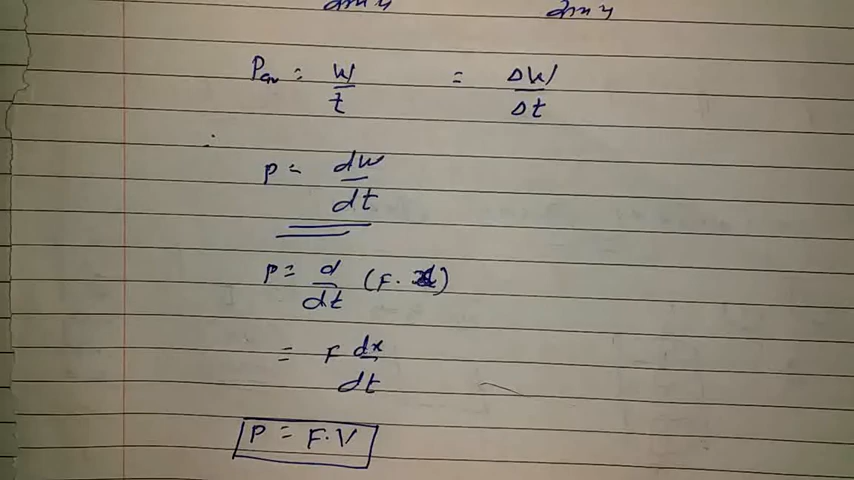 Pav = W/t = ΔW/Δt
P = dW/dt
P = d/dt (F. x)
= F dx/dt
P = F.V